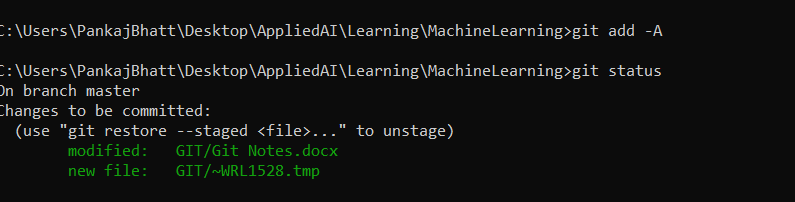 C:\Users\PankajBhatt\Desktop\AppliedAI\Learning\MachineLearning>git add -A
C:\Users\PankajBhatt\Desktop\AppliedAI\Learning\MachineLearning>git status
On branch master
Changes to be committed:
  (use "git restore --staged <file>..." to unstage)
        modified:   GIT/Git Notes.docx
        new file:   GIT/~WRL1528.tmp